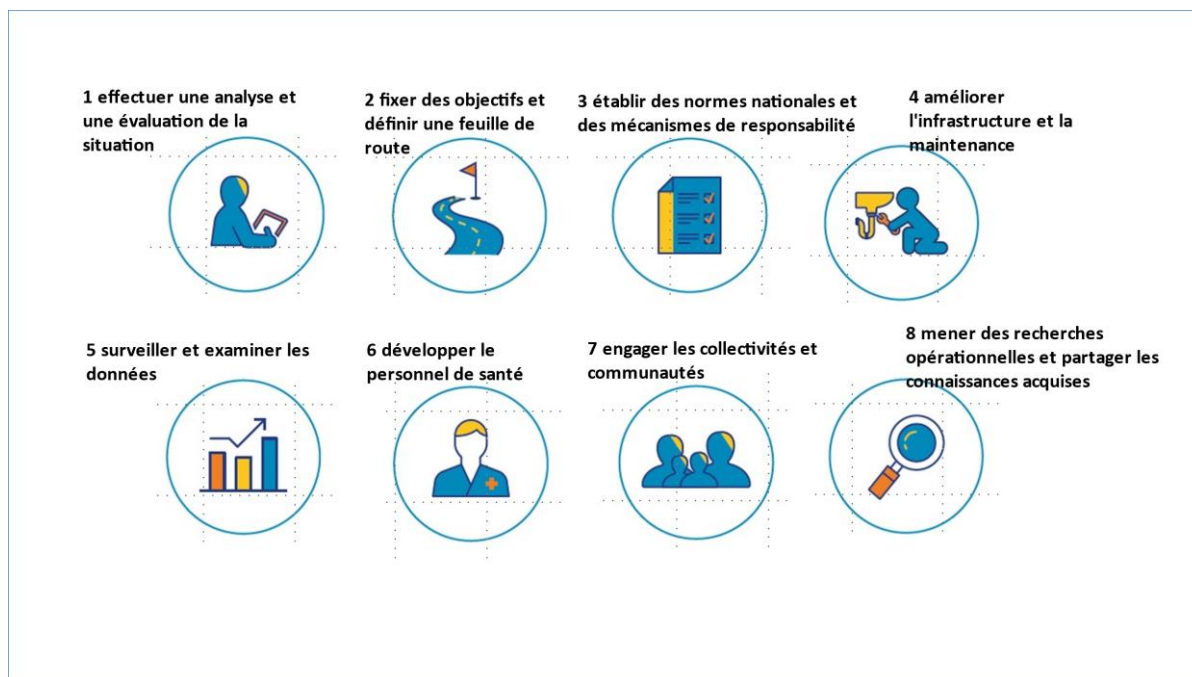 1 effectuer une analyse et
une évaluation de la
situation
2 fixer des objectifs et
définir une feuille de
route
3 établir des normes nationales et
des mécanismes de responsabilité
4 améliorer
l'infrastructure et la
maintenance
5 surveiller et examiner les
données
6 développer le
personnel de santé
7 engager les collectivités et
communautés
8 mener des recherches
opérationnelles et partager les
connaissances acquises